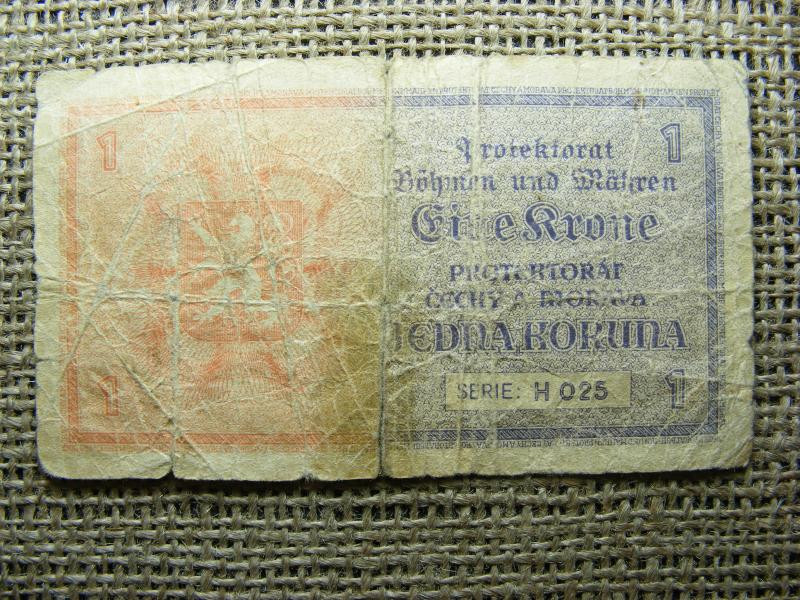 1
1
Protektorat
Böhmen und Mähren
Eine Krone
PROTEKTORÁT
ČECHY A MORAVA
JEDNA KORUNA
SERIE: H 025
1
1